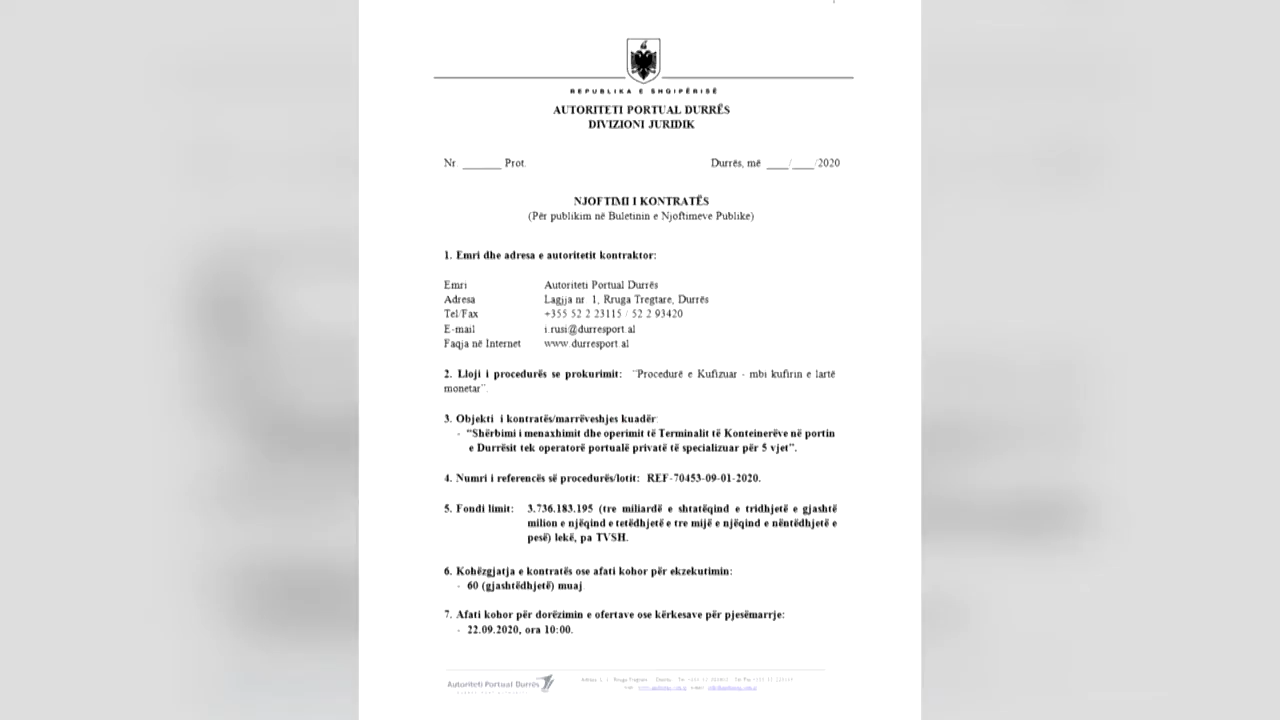 REPUBLIKA E SHQIPËRISË
AUTORITETI PORTUAL DURRËS
DIVIZIONI JURIDIK
Nr. _______ Prot. Durrës, më ____/____/2020
NJOFTIMI I KONTRATËS
(Për publikim në Buletinin e Njoftimeve Publike)
1. Emri dhe adresa e autoritetit kontraktor:
Emri Autoriteti Portual Durrës
Adresa Lagjja nr. 1, Rruga Tregtare, Durrës
Tel/Fax +355 52 2 23115 / 52 2 93420
E-mail i.rusi@durresport.al
Faqja në Internet www.durresport.al
2. Lloji i procedurës se prokurimit: "Procedurë e Kufizuar - mbi kufirin e lartë
monetar".
3. Objekti i kontratës/marrëveshjes kuadër:
- "Shërbimi i menaxhimit dhe operimit të Terminalit të Konteinerëve në portin
e Durrësit tek operatorë portualë privatë të specializuar për 5 vjet".
4. Numri i referencës së procedurës/lotit: REF-70453-09-01-2020.
5. Fondi limit: 3.736.183.195 (tre miliardë e shtatëqind e tridhjetë e gjashtë
milion e njëqind e tetëdhjetë e tre mijë e njëqind e nëntëdhjetë e
pesë) lekë, pa TVSH.
6. Kohëzgjatja e kontratës ose afati kohor për ekzekutimin:
- 60 (gjashtëdhjetë) muaj
7. Afati kohor për dorëzimin e ofertave ose kërkesave për pjesëmarrje:
- 22.09.2020, ora 10:00.
Autoriteti Portual Durrës